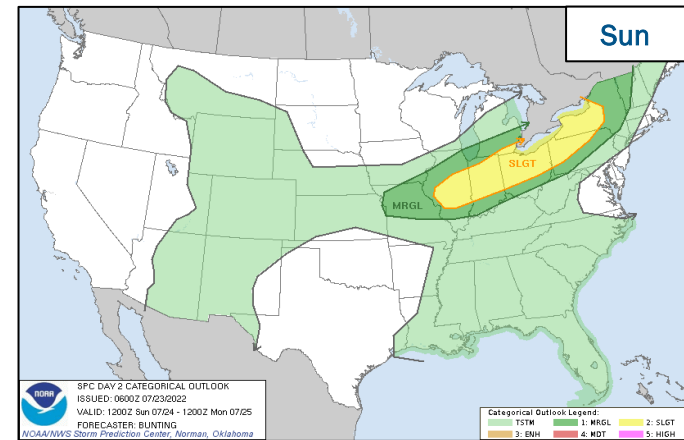 Sun
SLGT
MRGL
NOAA
SPC DAY 2 CATEGORICAL OUTLOOK
ISSUED: 0600Z 07/23/2022
VALID: 1200Z Sun 07/24 - 1200Z Mon 07/25
FORECASTER: BUNTING
NOAA/NWS Storm Prediction Center, Norman, Oklahoma
Categorical Outlook Legend:
TSTM 1: MRGL 2: SLGT
3: ENH 4: MDT 5: HIGH